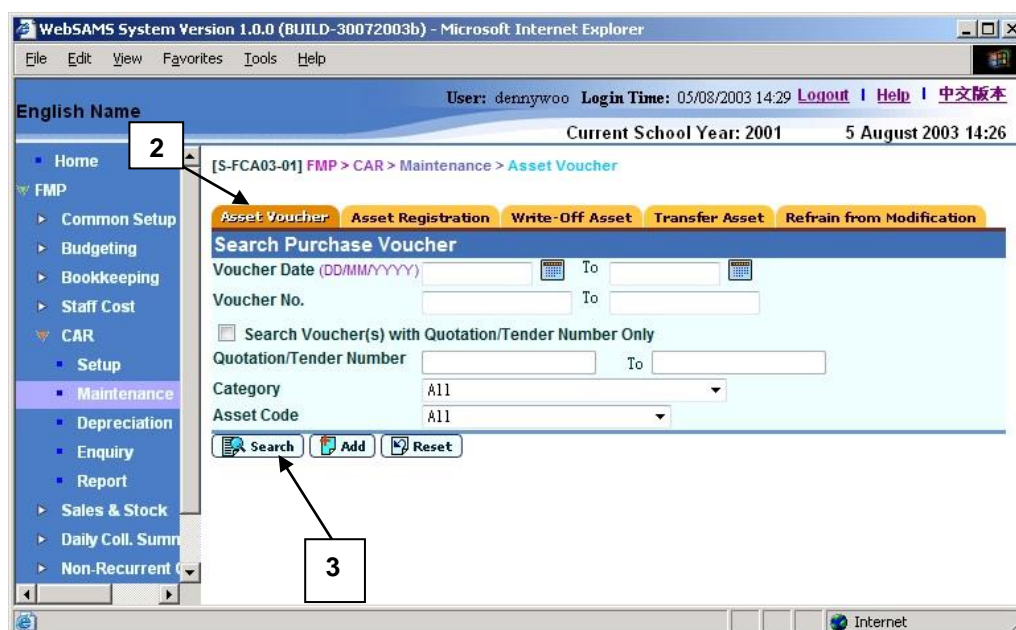 WebSAMS System Version 1.0.0 (BUILD-30072003b) - Microsoft Internet Explorer
File Edit View Favorites Tools Help
English Name
User: dennywoo Login Time: 05/08/2003 14:29 Logout | Help | 中文版本
Current School Year: 2001 5 August 2003 14:26
2
Home
FMP
Common Setup
Budgeting
Bookkeeping
Staff Cost
CAR
Setup
Maintenance
Depreciation
Enquiry
Report
Sales & Stock
Daily Coll. Summ
Non-Recurrent
[S-FCA03-01] FMP > CAR > Maintenance > Asset Voucher
Asset Voucher Asset Registration Write-Off Asset Transfer Asset Refrain from Modification
Search Purchase Voucher
Voucher Date (DD/MM/YYYY) To
Voucher No. To
Search Voucher(s) with Quotation/Tender Number Only
Quotation/Tender Number To
Category All
Asset Code All
Search Add Reset
3
Internet